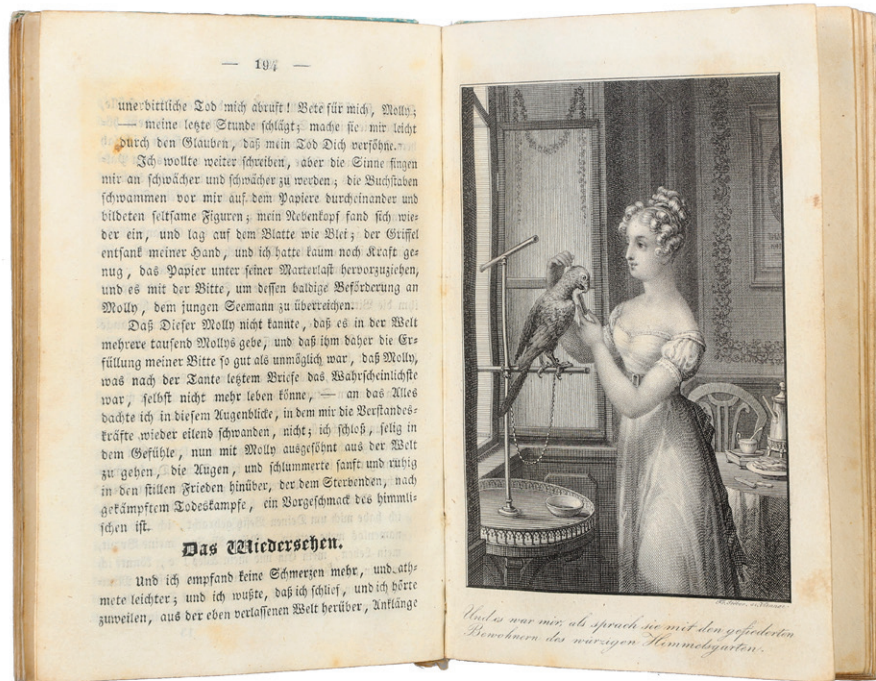 — 197 —
unerbittliche Tod mich abruft! Bete für mich, Molly;
— meine letzte Stunde schlägt; mache sie mir leicht
durch den Glauben, daß mein Tod Dich versöhne.
Ich wollte weiter schreiben, aber die Sinne fingen
mir an schwächer und schwächer zu werden; die Buchstaben
schwammen vor mir auf dem Papiere durcheinander und
bildeten seltsame Figuren; mein Nebenkopf fand sich wie-
der ein, und lag auf dem Blatte wie Blei; der Griffel
entsank meiner Hand, und ich hatte kaum noch Kraft ge-
nug, das Papier unter seiner Marterlast hervorzuziehen,
und es mit der Bitte, um dessen baldige Beförderung an
Molly, dem jungen Seemann zu überreichen.
Daß Dieser Molly nicht kannte, daß es in der Welt
mehrere tausend Mollys gebe, und daß ihm daher die Er-
füllung meiner Bitte so gut als unmöglich war, daß Molly,
was nach der Tante letztem Briefe das Wahrscheinlichste
war, selbst nicht mehr leben könne, — an das Alles
dachte ich in diesem Augenblicke, in dem mir die Verstandes-
kräfte wieder eilend schwanden, nicht; ich schloß, selig in
dem Gefühle, nun mit Molly ausgesöhnt aus der Welt
zu gehen, die Augen, und schlummerte sanft und ruhig
in den stillen Frieden hinüber, der dem Sterbenden, nach
gekämpftem Todeskampfe, ein Vorgeschmack des himmli-
schen ist.
Das Wiedersehen.
Und ich empfand keine Schmerzen mehr, und ath-
mete leichter; und ich wußte, daß ich schlief, und ich hörte
zuweilen, aus der eben verlassenen Welt herüber, Anklänge
Und es war mir, als sprach sie mit den gefiederten
Bewohnern des würzigen Himmelsgarten.